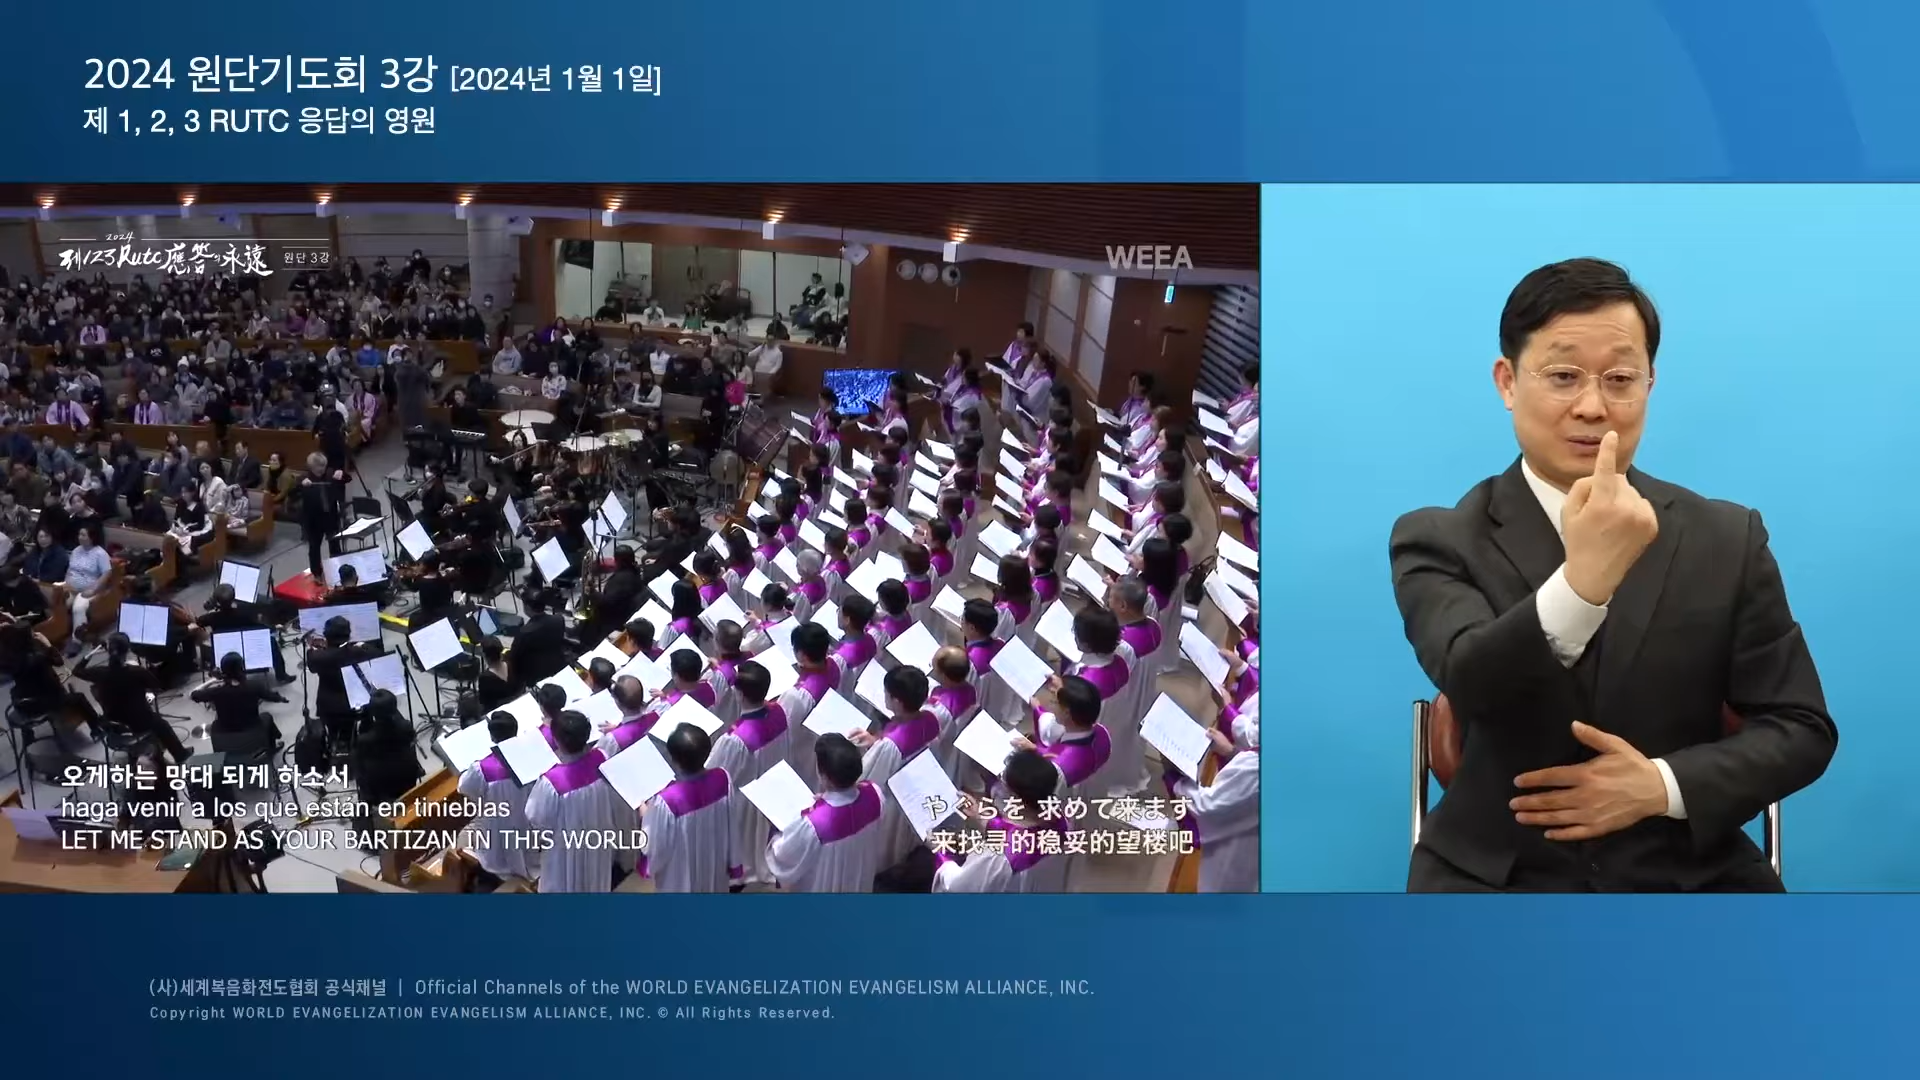 2024 원단기도회 3강 [2024년 1월 1일]
제 1, 2, 3 RUTC 응답의 영원
2024
제123 Rutc 應答의 永遠 원단 3강
WEEA
오게하는 망대 되게 하소서
haga venir a los que están en tinieblas
LET ME STAND AS YOUR BARTIZAN IN THIS WORLD
やぐらを 求めて来ます
来找寻的稳妥的望楼吧
(사)세계복음화전도협회 공식채널 | Official Channels of the WORLD EVANGELIZATION EVANGELISM ALLIANCE, INC.
Copyright WORLD EVANGELIZATION EVANGELISM ALLIANCE, INC. © All Rights Reserved.